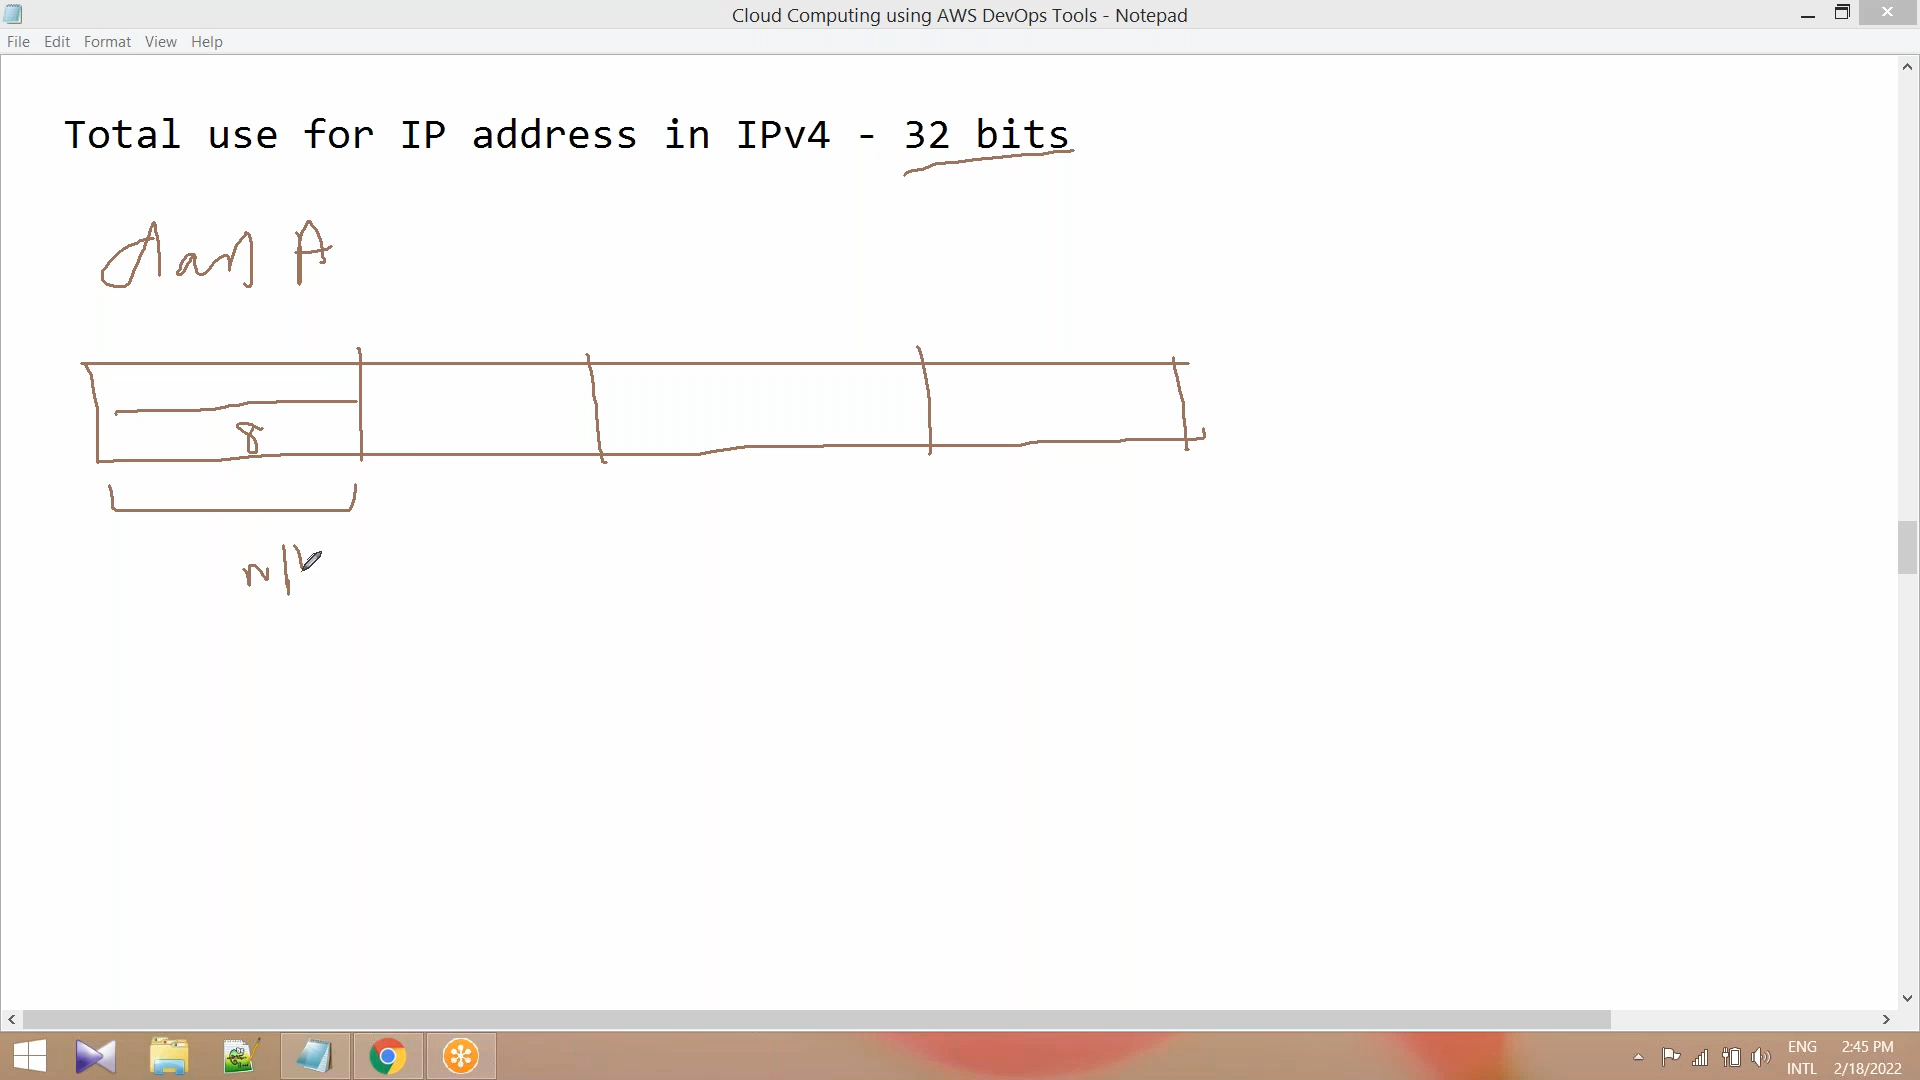 Cloud Computing using AWS DevOps Tools - Notepad
File Edit Format View Help
Total use for IP address in IPv4 - 32 bits
class A
8
n/
ENG 2:45 PM
INTL 2/18/2022